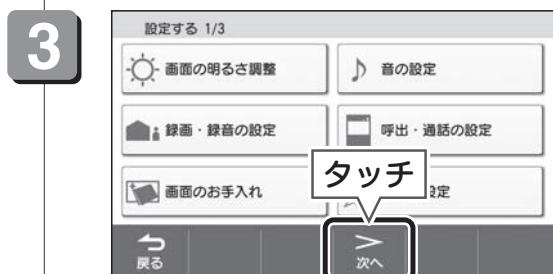 3
設定する 1/3
画面の明るさ調整
音の設定
録画・録音の設定
呼出・通話の設定
画面のお手入れ
定
タッチ
戻る
次へ